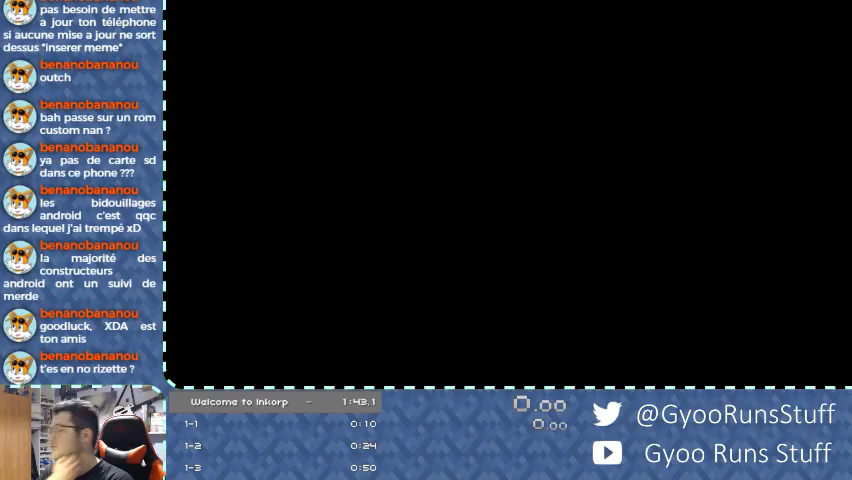 pas besoin de mettre
a jour ton téléphone
si aucune mise a jour ne sort
dessus *inserer meme*
benanobananou
outch
benanobananou
bah passe sur un rom
custom nan ?
benanobananou
ya pas de carte sd
dans ce phone ???
benanobananou
les bidouillages
android c'est qqc
dans lequel j'ai trempé xD
benanobananou
la majorité des
constructeurs
android ont un suivi de
merde
benanobananou
goodluck, XDA est
ton amis
benanobananou
t'es en no rizette ?
Welcome to Inkorp - 1:43.1
1-1 0:10
1-2 0:24
1-3 0:50
0.00
0.00
@GyooRunsStuff
Gyoo Runs Stuff